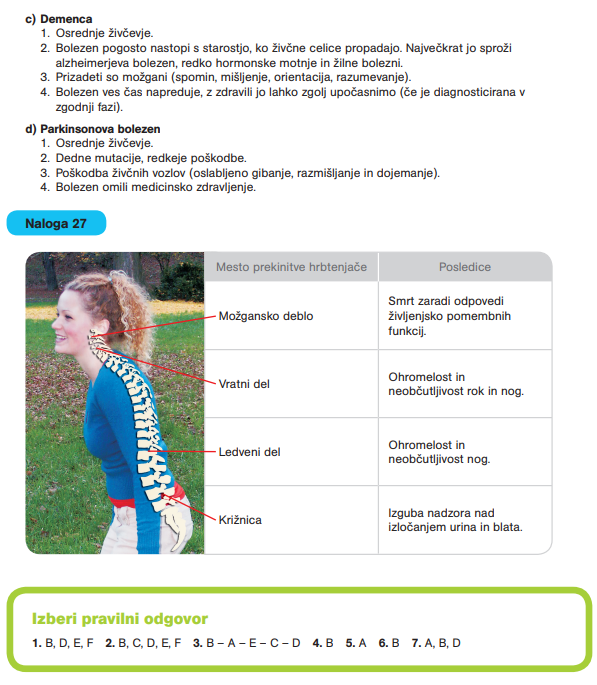 c) Demenca
1. Osrednje živčevje.
2. Bolezen pogosto nastopi s starostjo, ko živčne celice propadajo. Največkrat jo sproži
alzheimerjeva bolezen, redko hormonske motnje in žilne bolezni.
3. Prizadeti so možgani (spomin, mišljenje, orientacija, razumevanje).
4. Bolezen ves čas napreduje, z zdravili jo lahko zgolj upočasnimo (če je diagnosticirana v
zgodnji fazi).
d) Parkinsonova bolezen
1. Osrednje živčevje.
2. Dedne mutacije, redkeje poškodbe.
3. Poškodba živčnih vozlov (oslabljeno gibanje, razmišljanje in dojemanje).
4. Bolezen omili medicinsko zdravljenje.
Naloga 27
Mesto prekinitve hrbtenjače Posledice
Možgansko deblo
Smrt zaradi odpovedi
življenjsko pomembnih
funkcij.
Vratni del
Ohromelost in
neobčutljivost rok in nog.
Ledveni del
Ohromelost in
neobčutljivost nog.
Križnica
Izguba nadzora nad
izločanjem urina in blata.
Izberi pravilni odgovor
1. B, D, E, F 2. B, C, D, E, F 3. B – A – E – C – D 4. B 5. A 6. B 7. A, B, D